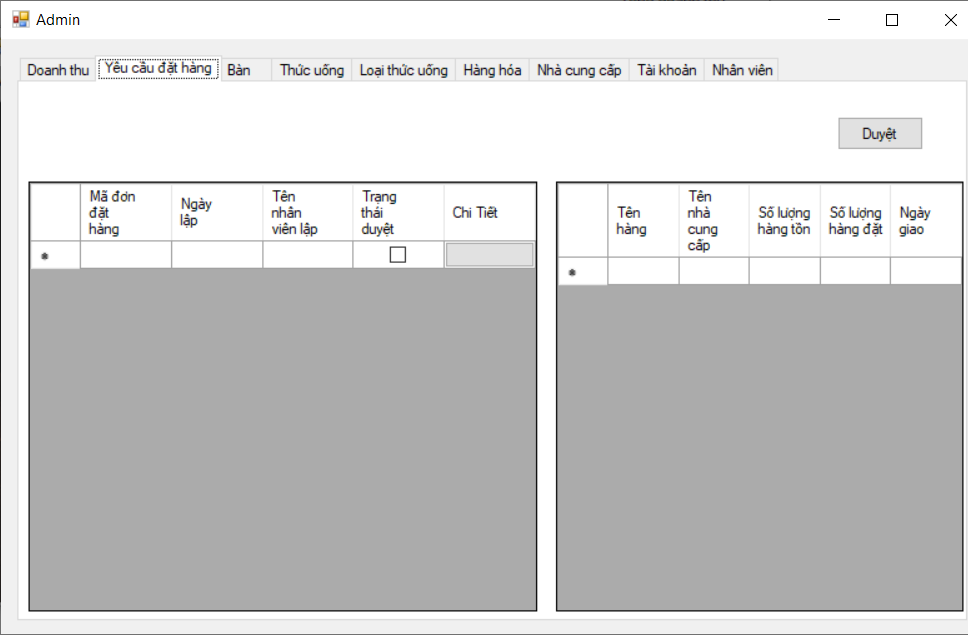 Admin
Doanh thu Yêu cầu đặt hàng Bàn Thức uống Loại thức uống Hàng hóa Nhà cung cấp Tài khoản Nhân viên
Duyệt
Mã đơn
đặt
hàng
Ngày
lập
Tên
nhân
viên lập
Trạng
thái
duyệt
Chi Tiết
Tên
hàng
Tên
nhà
cung
cấp
Số lượng
hàng tồn
Số lượng
hàng đặt
Ngày
giao